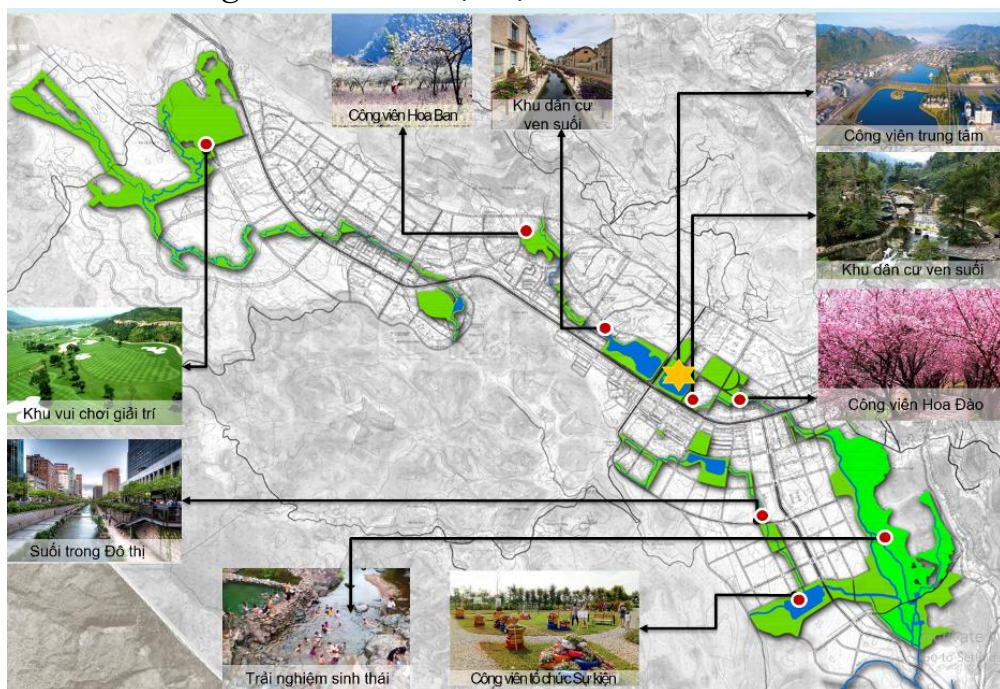 Công viên Hoa Ban
Khu dân cư
ven suối
Công viên trung tâm
Khu dân cư ven suối
Công viên Hoa Đào
Khu vui chơi giải trí
Suối trong Đô thị
Trải nghiệm sinh thái
Công viên tổ chức Sự kiện